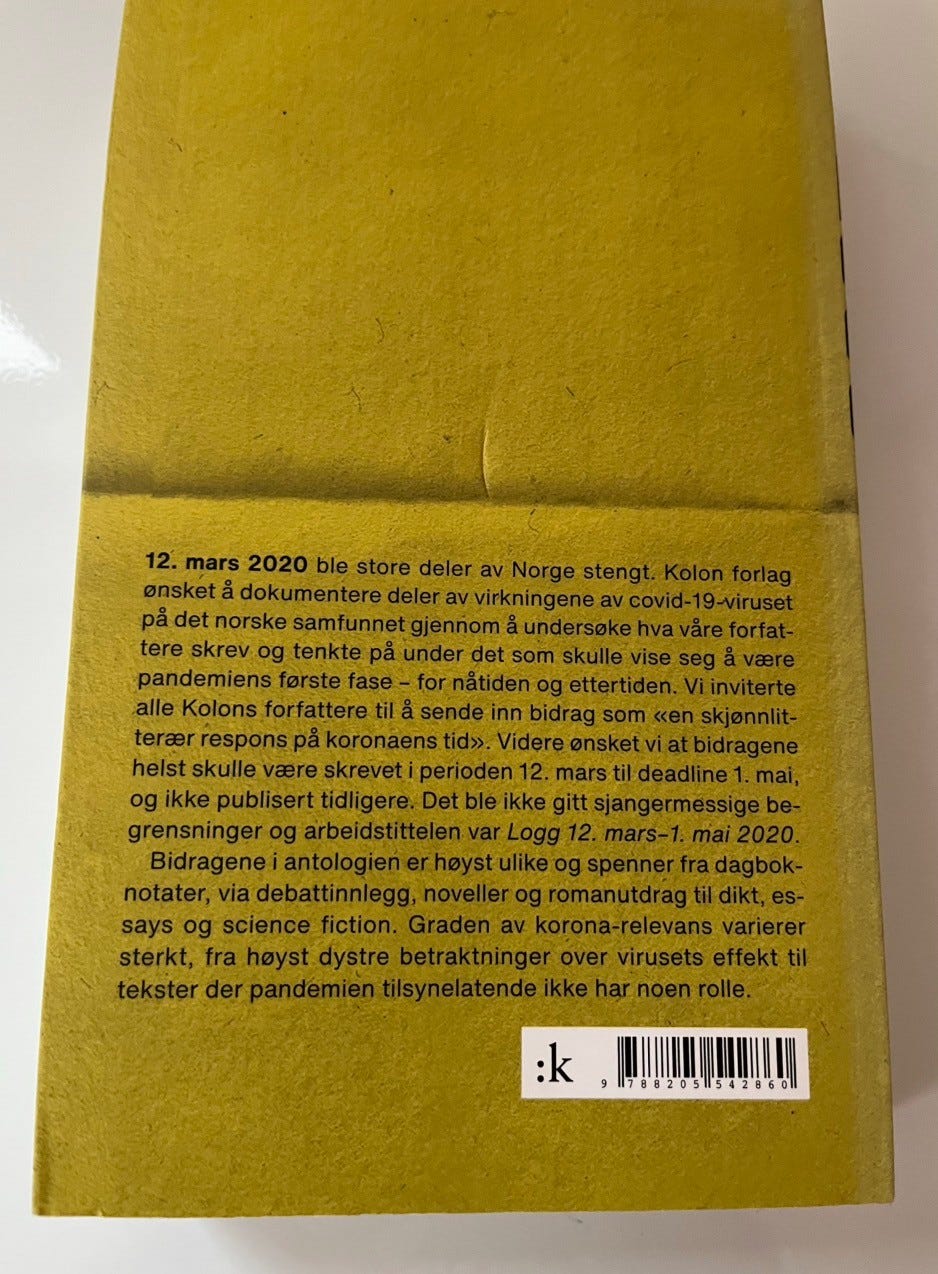 12. mars 2020 ble store deler av Norge stengt. Kolon forlag
ønsket å dokumentere deler av virkningene av covid-19-viruset
på det norske samfunnet gjennom å undersøke hva våre forfat-
tere skrev og tenkte på under det som skulle vise seg å være
pandemiens første fase – for nåtiden og ettertiden. Vi inviterte
alle Kolons forfattere til å sende inn bidrag som «en skjønnlit-
terær respons på koronaens tid». Videre ønsket vi at bidragene
helst skulle være skrevet i perioden 12. mars til deadline 1. mai,
og ikke publisert tidligere. Det ble ikke gitt sjangermessige be-
grensninger og arbeidstittelen var Logg 12. mars–1. mai 2020.
Bidragene i antologien er høyst ulike og spenner fra dagbok-
notater, via debattinnlegg, noveller og romanutdrag til dikt, es-
says og science fiction. Graden av korona-relevans varierer
sterkt, fra høyst dystre betraktninger over virusets effekt til
tekster der pandemien tilsynelatende ikke har noen rolle.
:k
9 788205 542860